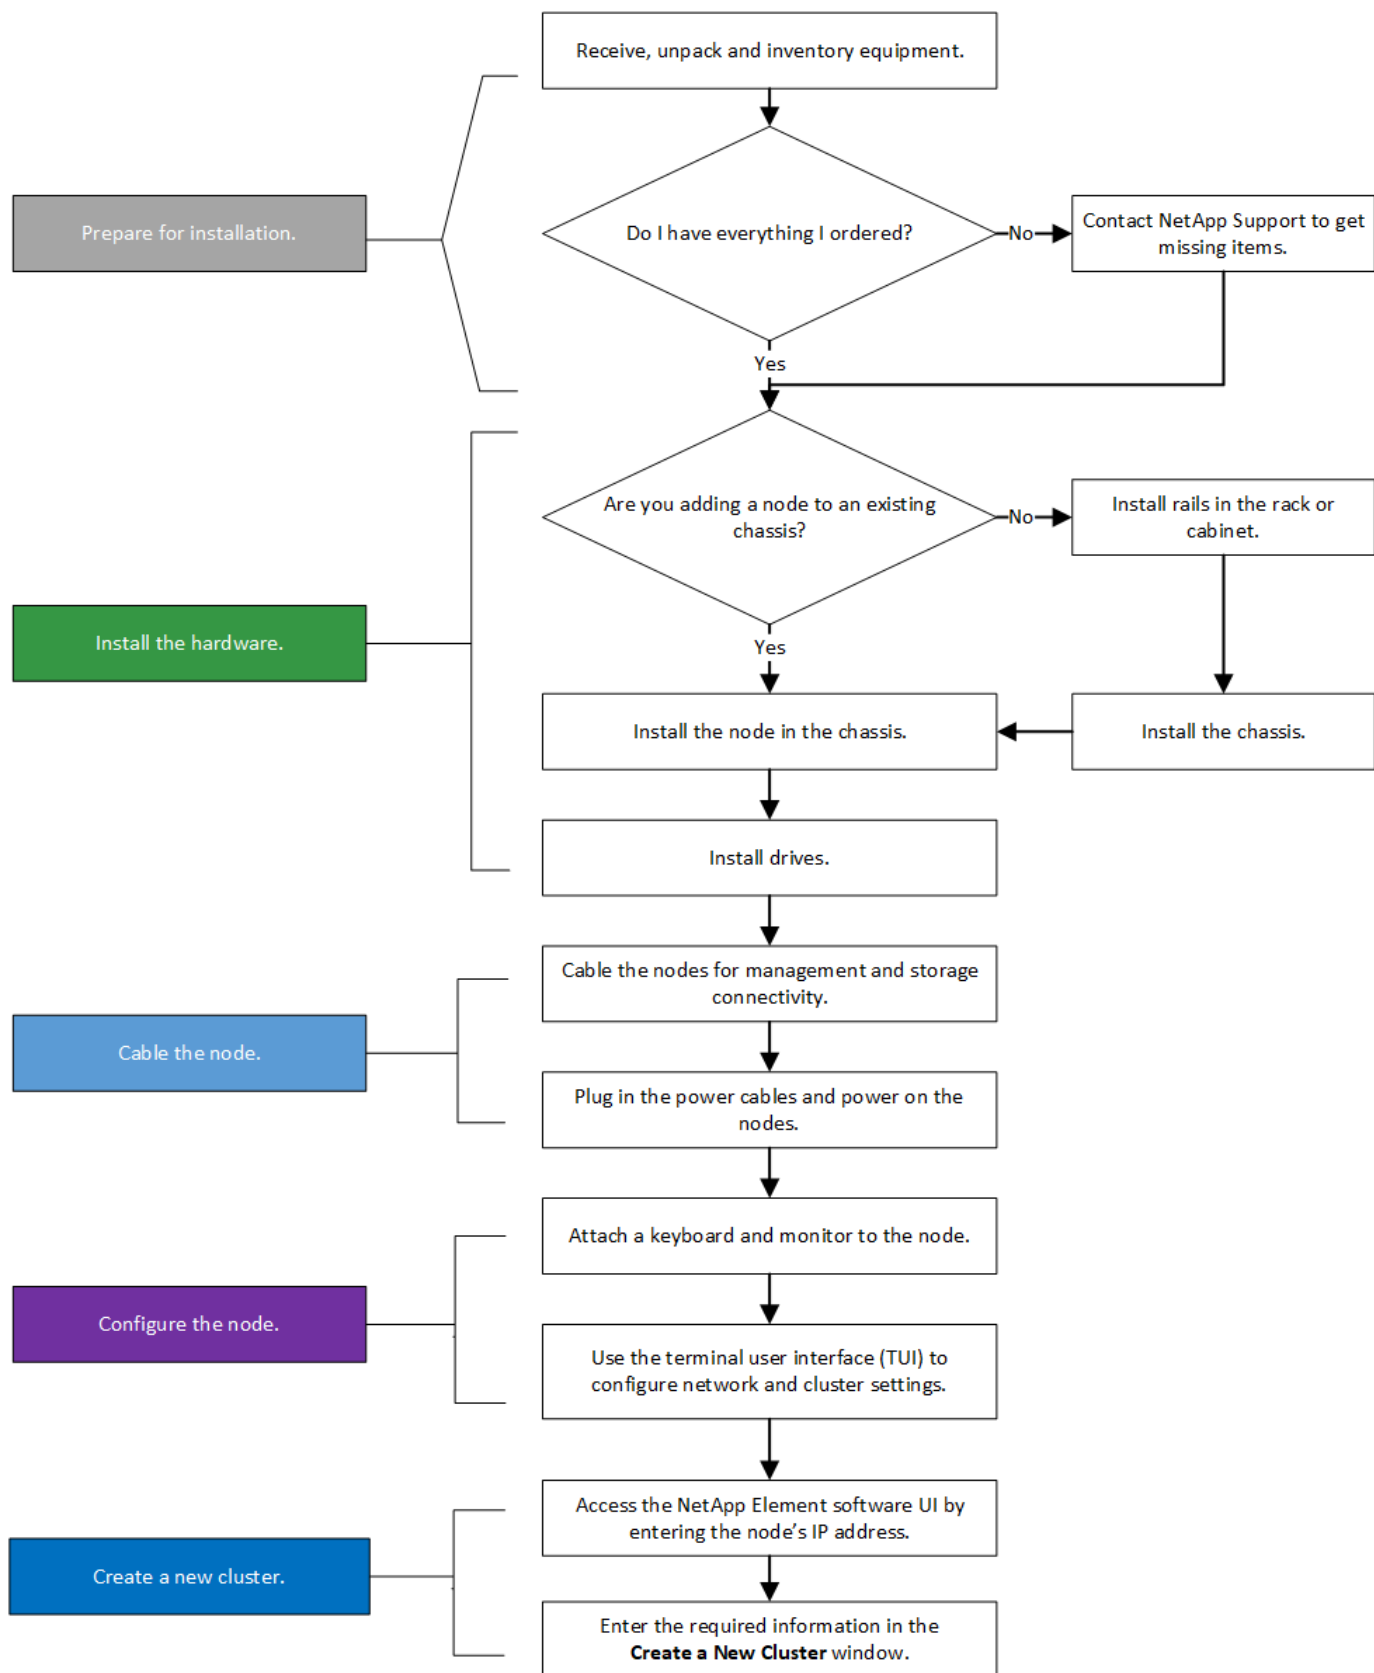 Receive, unpack and inventory equipment.
Prepare for installation.
Do I have everything I ordered?
No
Contact NetApp Support to get
missing items.
Yes
Are you adding a node to an existing
chassis?
No
Install rails in the rack or
cabinet.
Install the hardware.
Yes
Install the node in the chassis.
Install the chassis.
Install drives.
Cable the nodes for management and storage
connectivity.
Cable the node.
Plug in the power cables and power on the
nodes.
Attach a keyboard and monitor to the node.
Configure the node.
Use the terminal user interface (TUI) to
configure network and cluster settings.
Access the NetApp Element software UI by
entering the node’s IP address.
Create a new cluster.
Enter the required information in the
Create a New Cluster window.